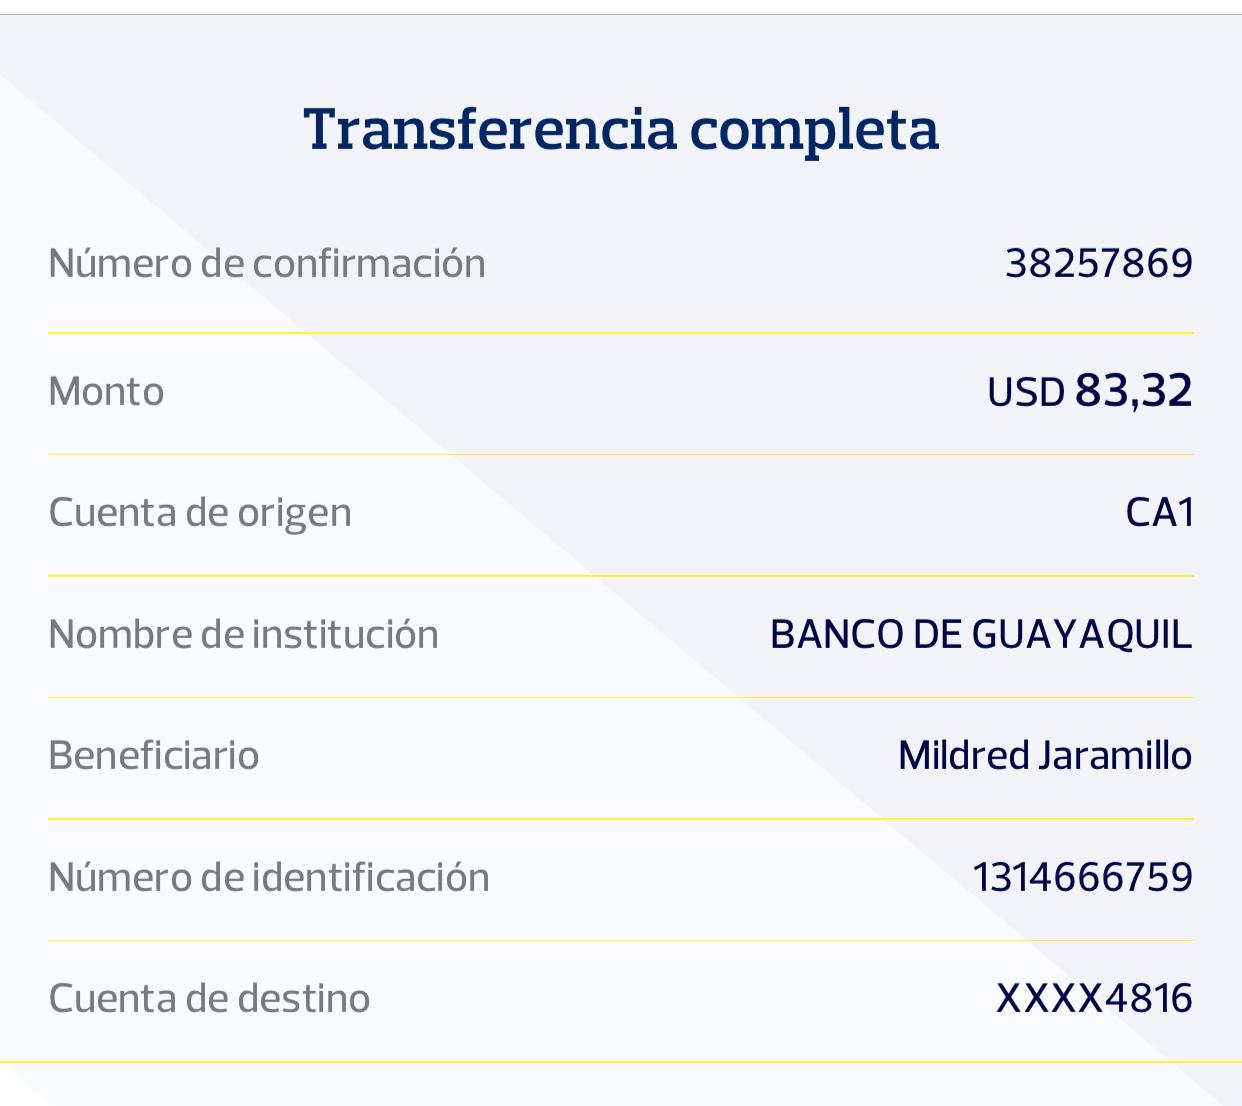 Transferencia completa
Número de confirmación 38257869
Monto USD 83,32
Cuenta de origen CA1
Nombre de institución BANCO DE GUAYAQUIL
Beneficiario Mildred Jaramillo
Número de identificación 1314666759
Cuenta de destino XXXX4816